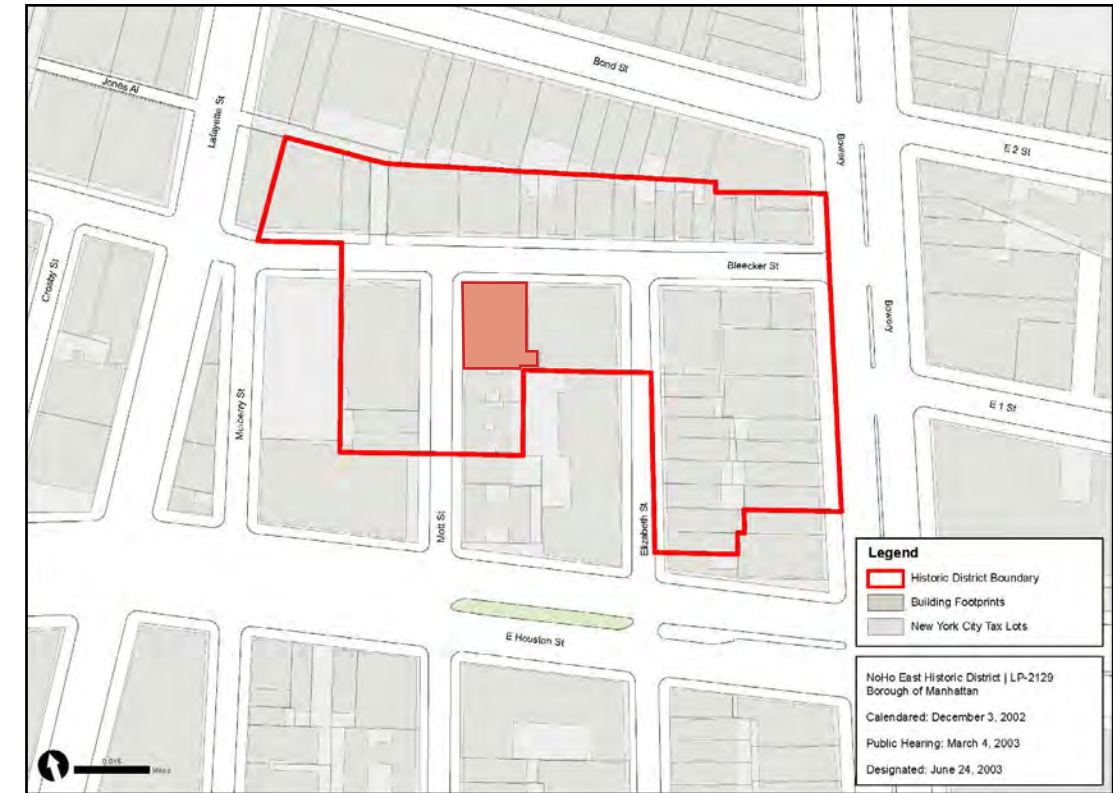 Bond St
Jones Al
Lafayette St
Bowery
E 2 St
Bleecker St
Crosby St
Bowery
Mulberry St
E 1 St
Mott St
Elizabeth St
E Houston St
Legend
Historic District Boundary
Building Footprints
New York City Tax Lots
NoHo East Historic District | LP-2129
Borough of Manhattan
Calendared: December 3, 2002
Public Hearing: March 4, 2003
Designated: June 24, 2003
0.015
Miles